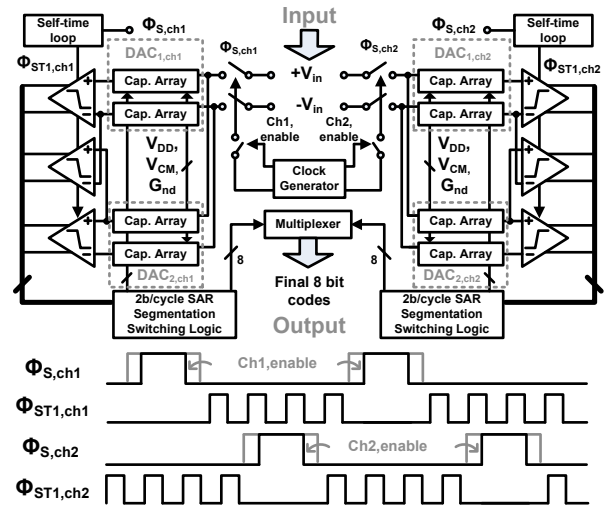 Self-time
loop
ΦS,ch1
Input
ΦS,ch2
Self-time
loop
ΦST1,ch1
DAC1,ch1
ΦS,ch1
ΦS,ch2
DAC1,ch2
ΦST1,ch2
Cap. Array
+Vin
Cap. Array
Cap. Array
-Vin
Cap. Array
VDD,
VCM,
Gnd
Ch1,
enable
Ch2,
enable
VDD,
VCM,
Gnd
Clock
Generator
Cap. Array
Multiplexer
Cap. Array
Cap. Array
Cap. Array
DAC2,ch1
8
8
DAC2,ch2
Final 8 bit
codes
2b/cycle SAR
Segmentation
Switching Logic
Output
2b/cycle SAR
Segmentation
Switching Logic
ΦS,ch1
Ch1,enable
ΦST1,ch1
ΦS,ch2
Ch2,enable
ΦST1,ch2